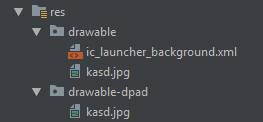 res
drawable
ic_launcher_background.xml
kasd.jpg
drawable-dpad
kasd.jpg